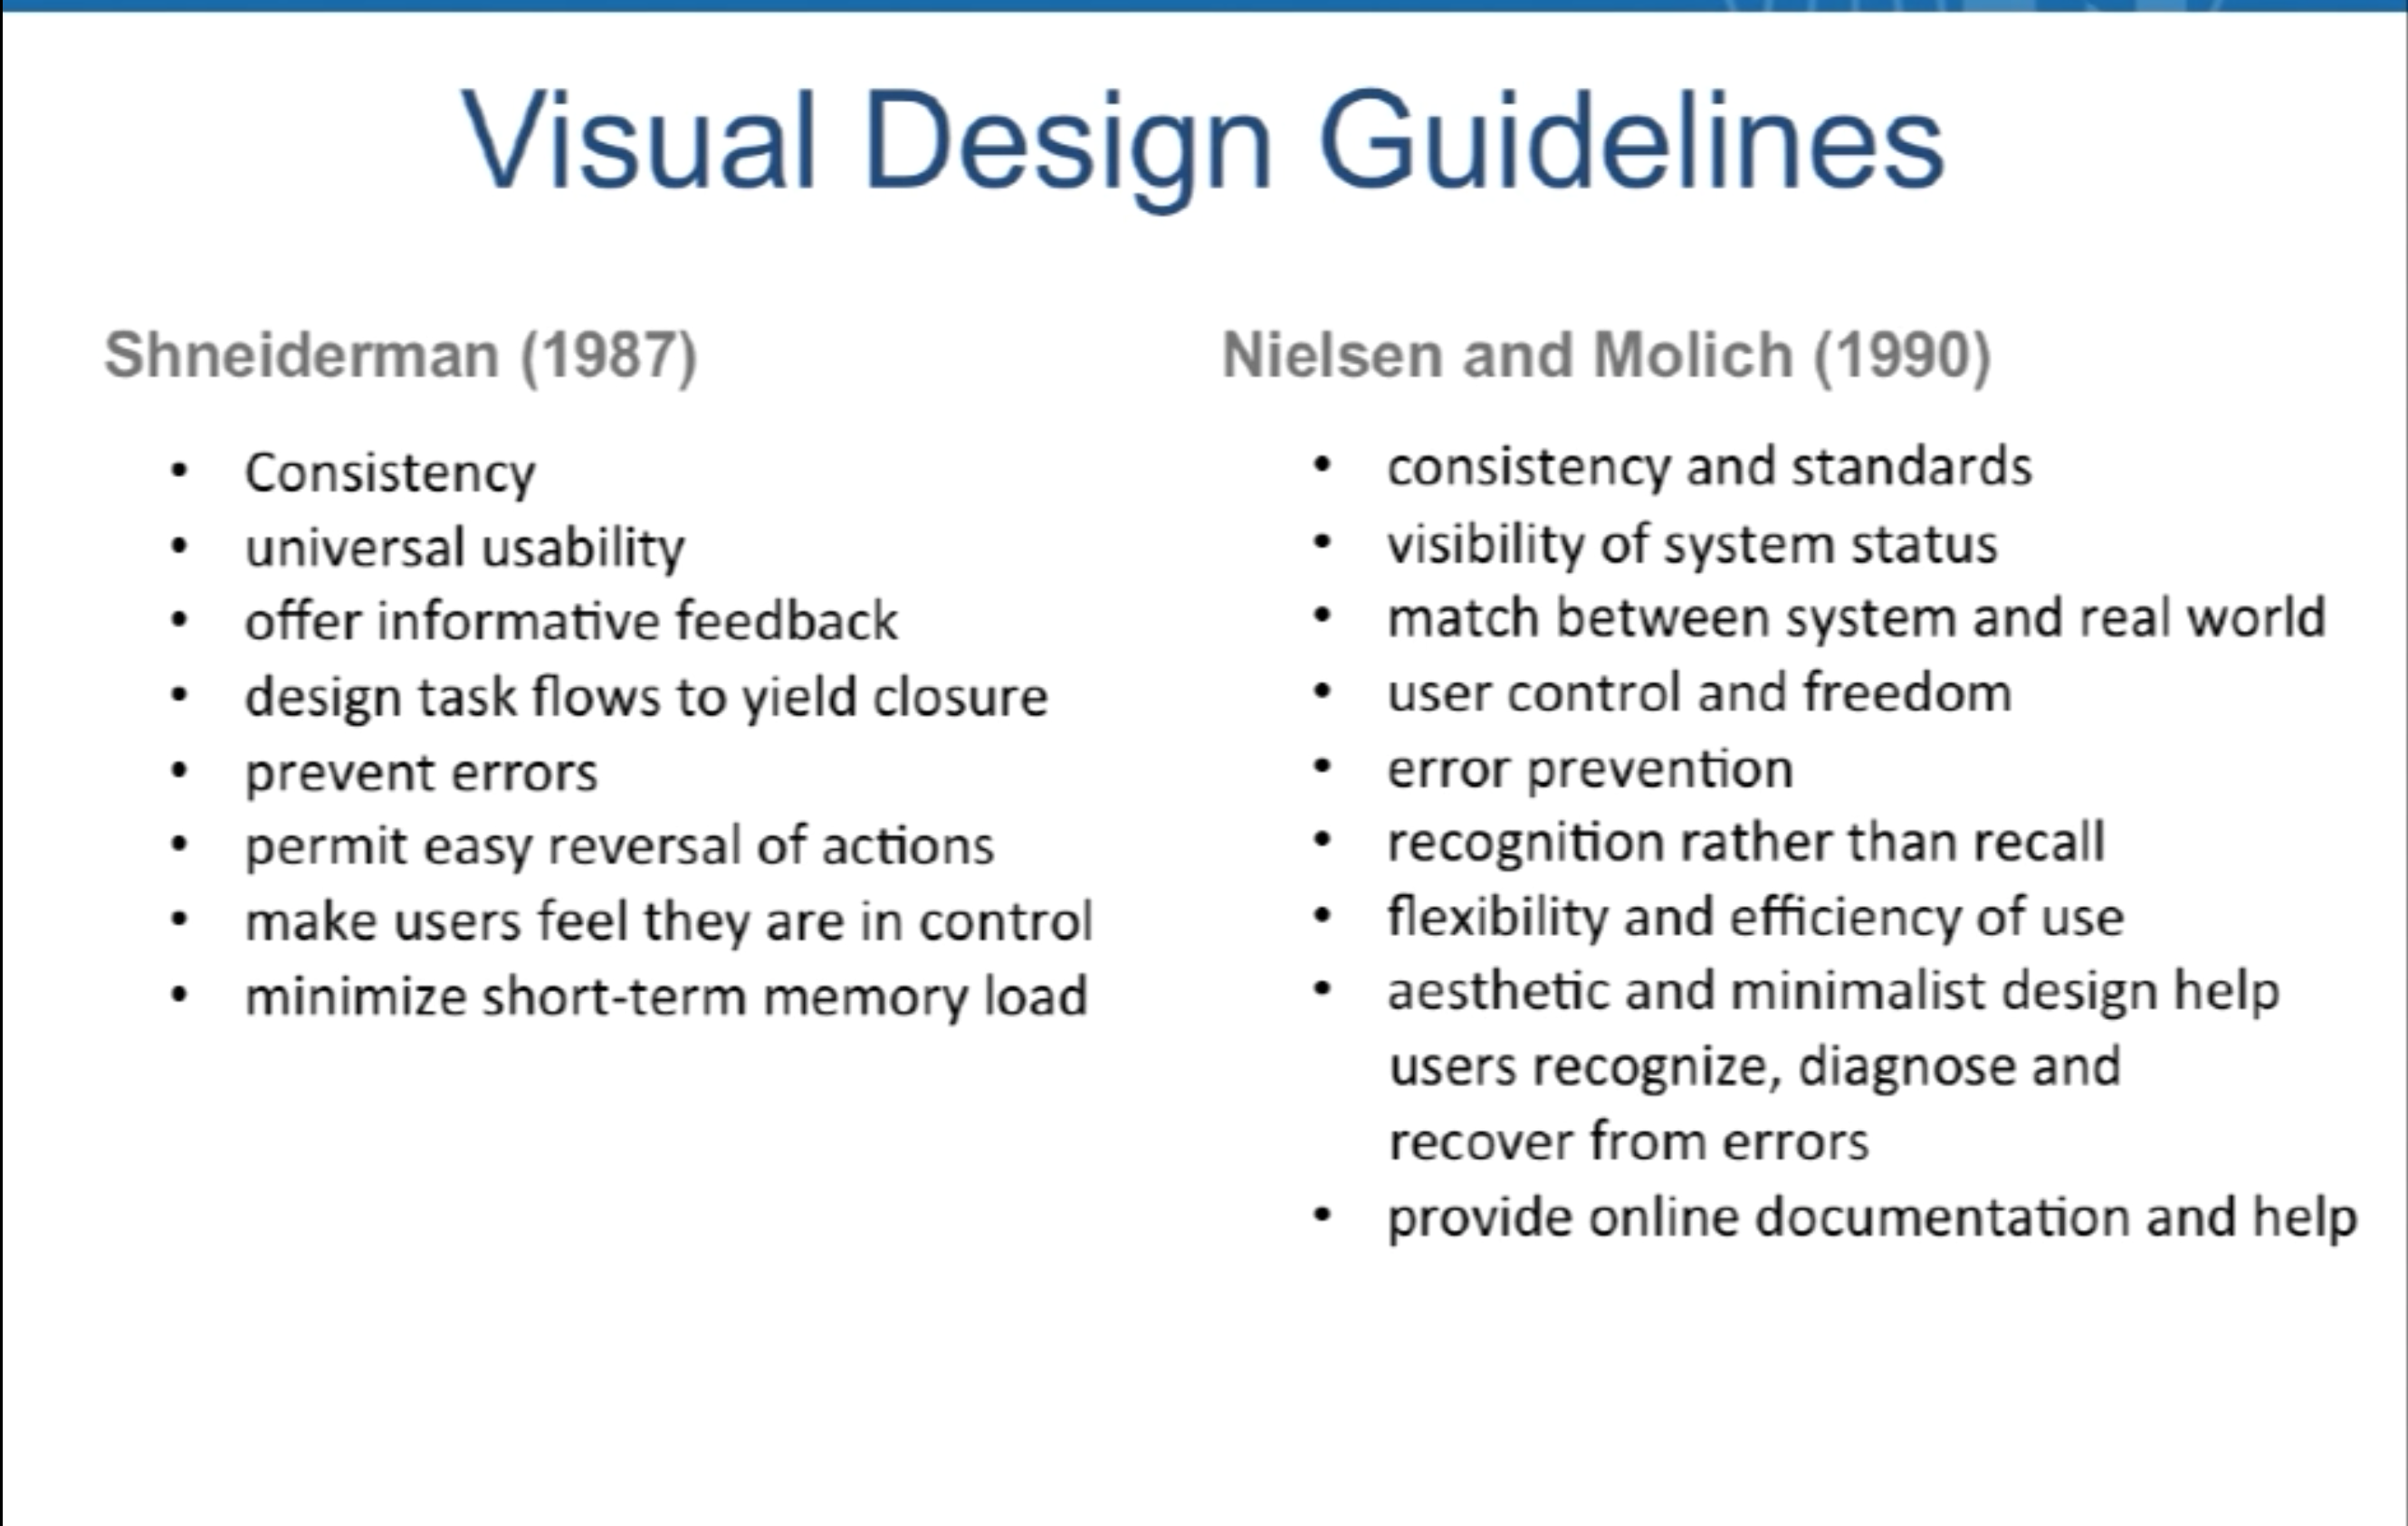 Visual Design Guidelines
Shneiderman (1987)
• Consistency
• universal usability
• offer informative feedback
• design task flows to yield closure
• prevent errors
• permit easy reversal of actions
• make users feel they are in control
• minimize short-term memory load
Nielsen and Molich (1990)
• consistency and standards
• visibility of system status
• match between system and real world
• user control and freedom
• error prevention
• recognition rather than recall
• flexibility and efficiency of use
• aesthetic and minimalist design help
users recognize, diagnose and
recover from errors
• provide online documentation and help